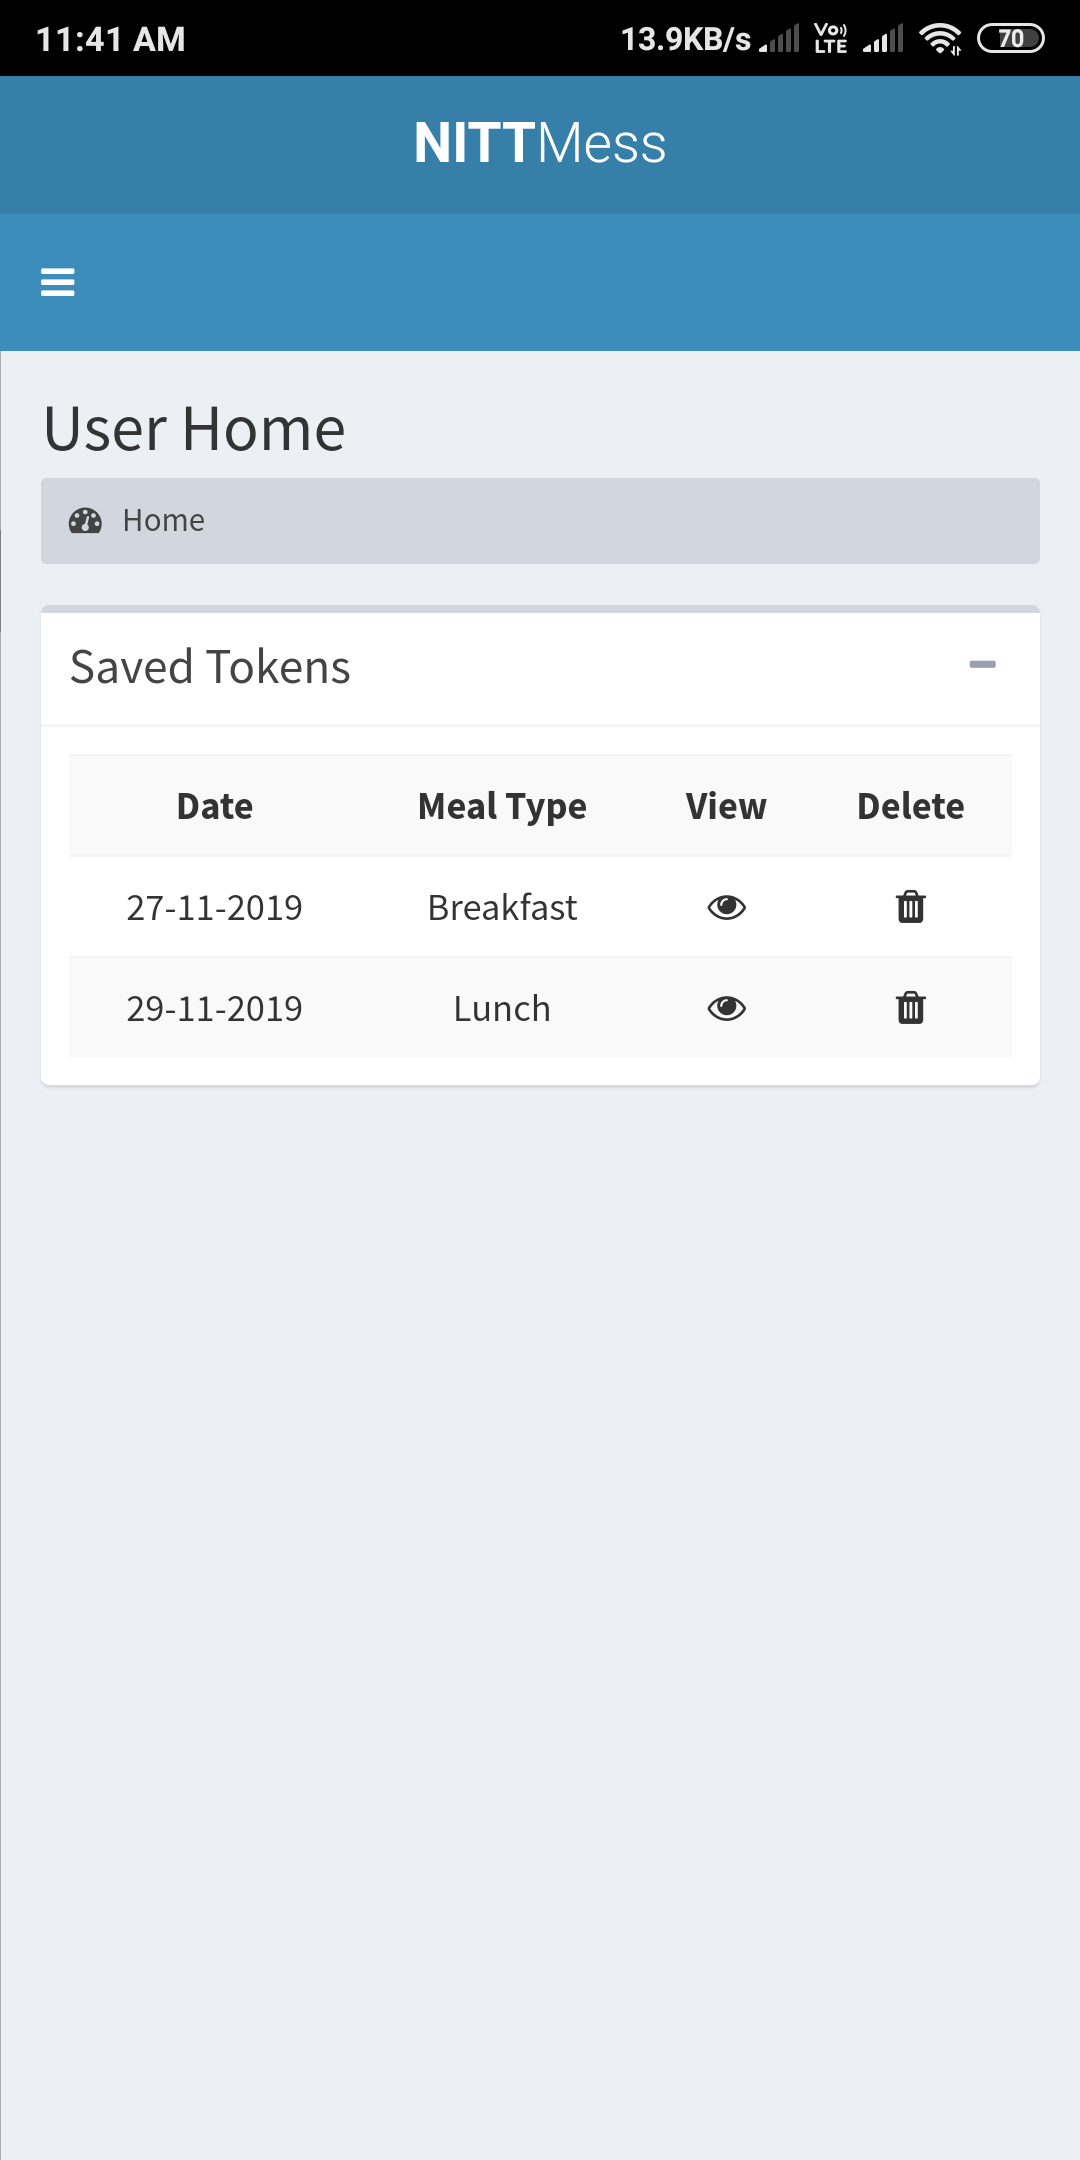 11:41 AM 13.9KB/s Vo LTE 70
NITTMess
User Home
Home
Saved Tokens
Date Meal Type View Delete
27-11-2019 Breakfast
29-11-2019 Lunch